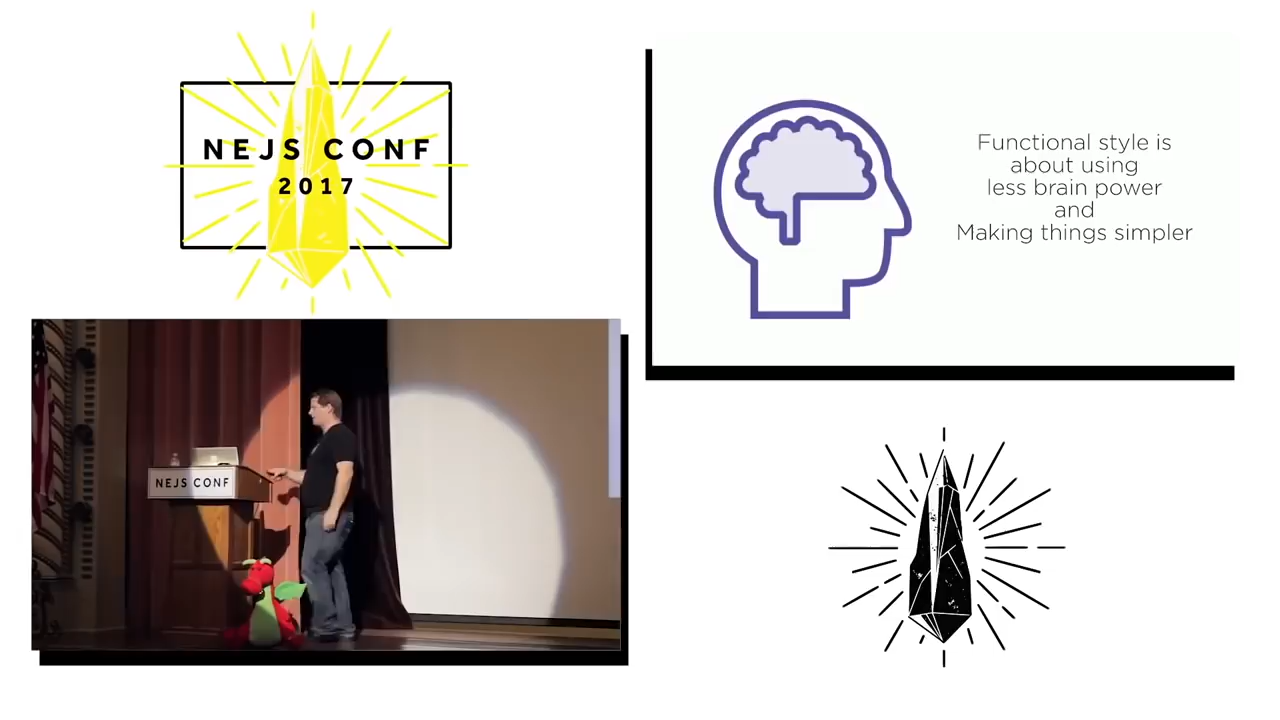 NEJS CONF
2017
Functional style is
about using
less brain power
and
Making things simpler
NEJS CONF